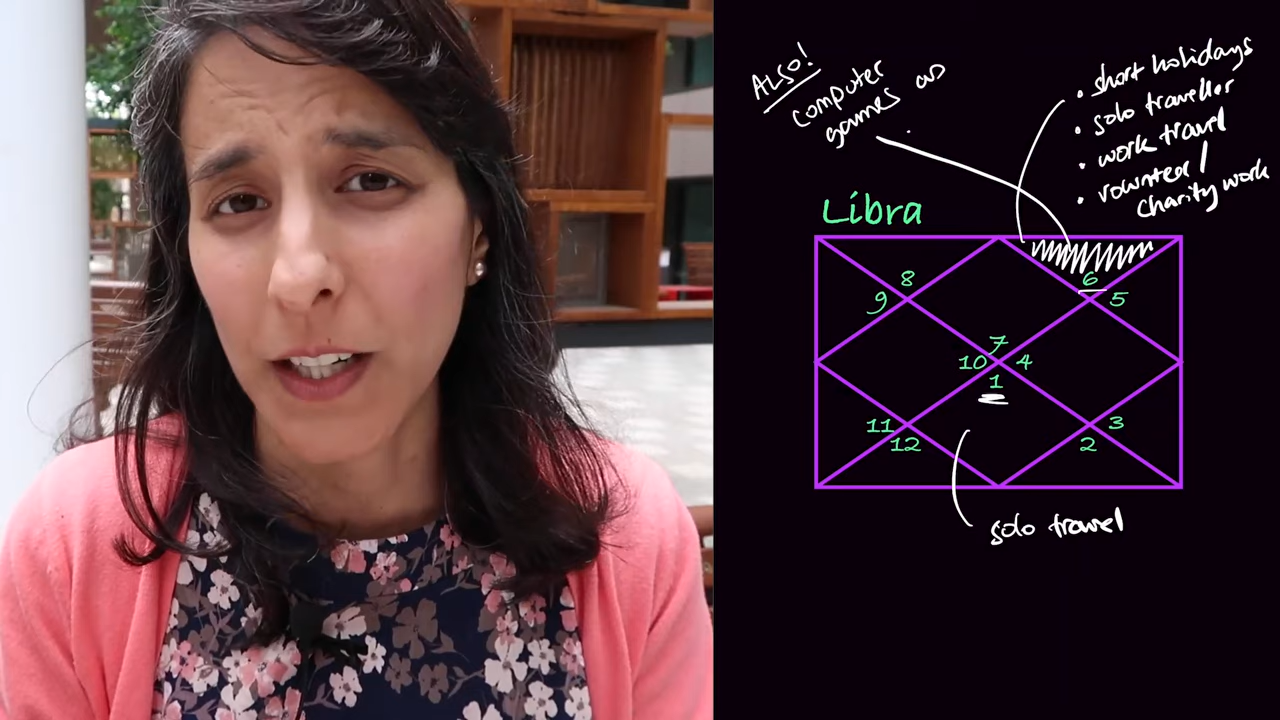 ALSO!
computer
games as
• short holidays
• solo traveller
• work travel
• volunteer /
charity work
Libra
8
6
9
5
7
10
4
1
11
3
12
2
solo travel